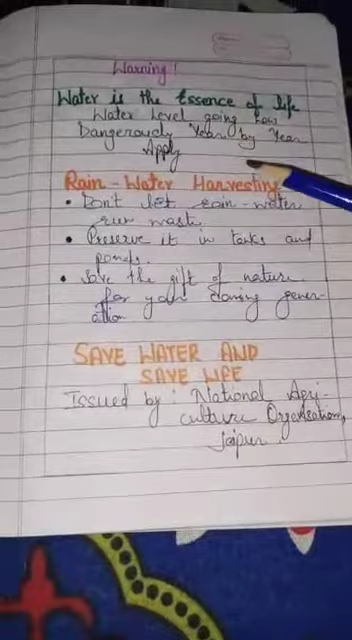 Warning!
Water is the Essence of life
Water Level going low
Dangerously Year by Year
Apply
Rain-Water Harvesting
• Don't let rain-water
run waste.
• Preserve it in tanks and
ponds.
• Save the gift of nature
for your coming gener-
ation
SAVE WATER AND
SAVE LIFE
Issued by: National Agri-
culture Organisation,
Jaipur.